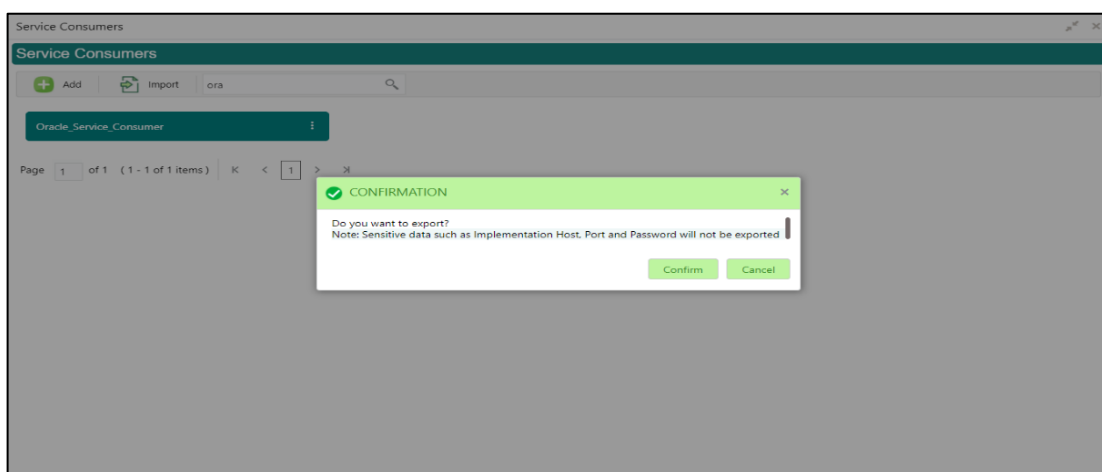 Service Consumers
Service Consumers
Add Import ora
Oracle_Service_Consumer
Page 1 of 1 ( 1 - 1 of 1 items ) K < 1 > >|
CONFIRMATION
Do you want to export?
Note: Sensitive data such as Implementation Host, Port and Password will not be exported
Confirm Cancel